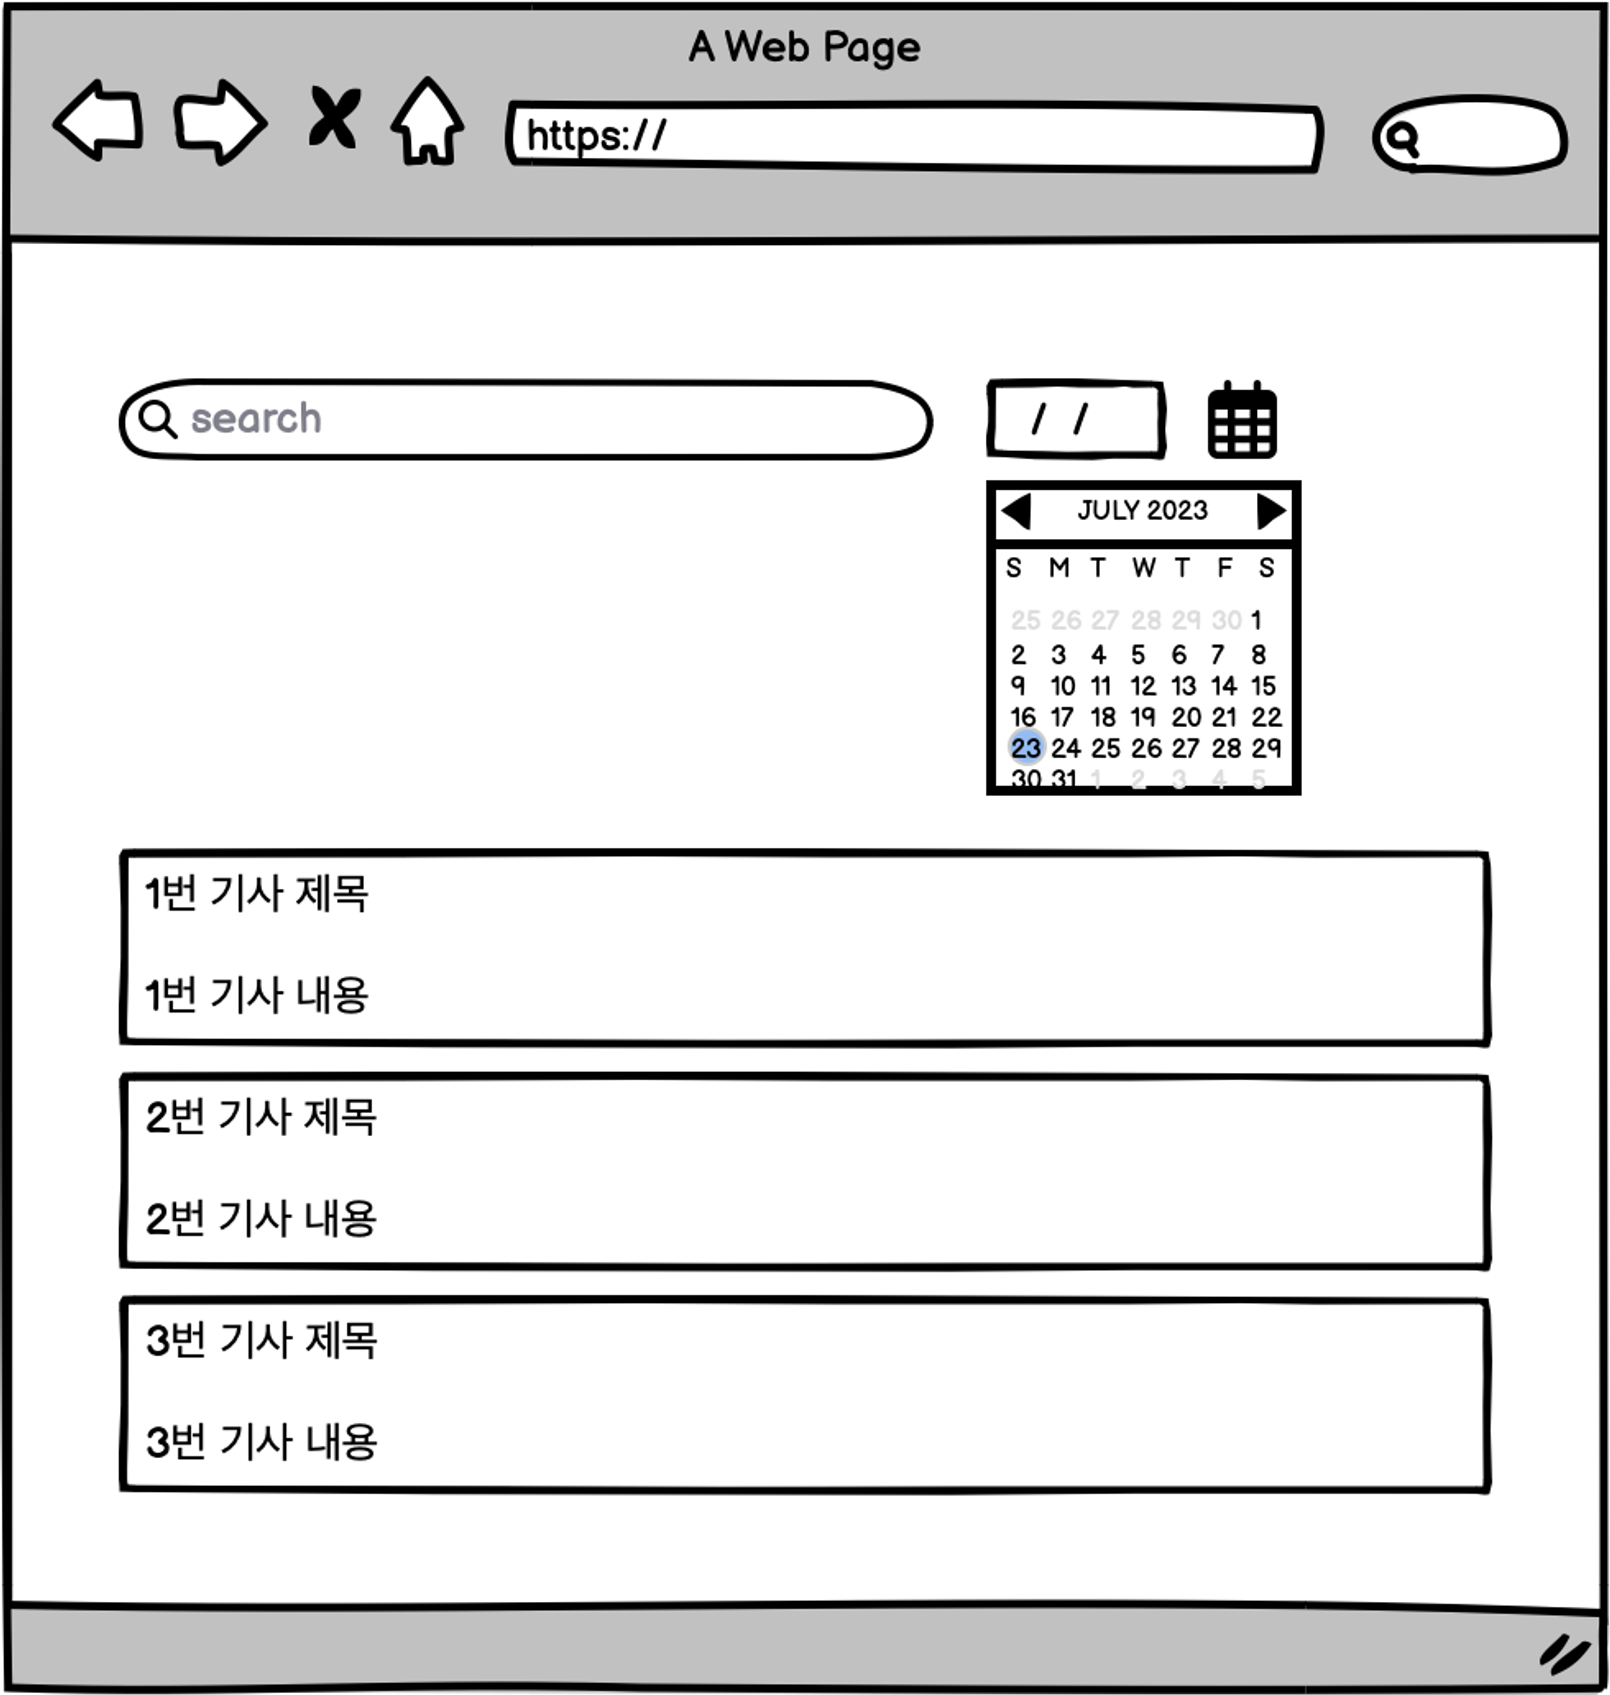 A Web Page
https://
search
/ /
JULY 2023
S M T W T F S
25 26 27 28 29 30 1
2 3 4 5 6 7 8
9 10 11 12 13 14 15
16 17 18 19 20 21 22
23 24 25 26 27 28 29
30 31 1 2 3 4 5
1번 기사 제목
1번 기사 내용
2번 기사 제목
2번 기사 내용
3번 기사 제목
3번 기사 내용